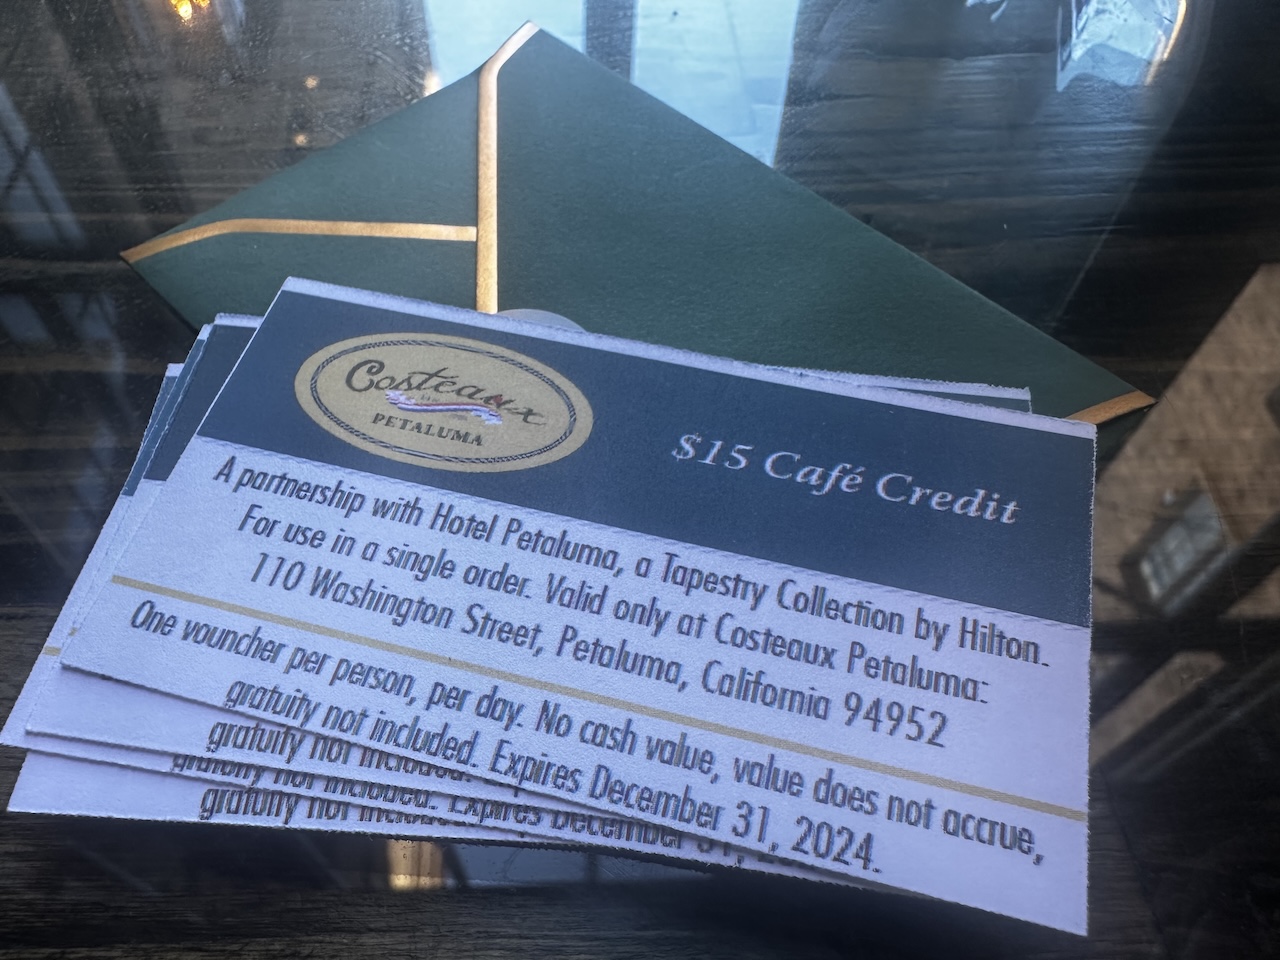 Costeaux
PETALUMA
$15 Café Credit
A partnership with Hotel Petaluma, a Tapestry Collection by Hilton.
For use in a single order. Valid only at Costeaux Petaluma:
110 Washington Street, Petaluma, California 94952
One vouncher per person, per day. No cash value, value does not accrue,
gratuity not included. Expires December 31, 2024.
gratuity not included.
gratuity not included. Expires December 31,
gratuity not included.